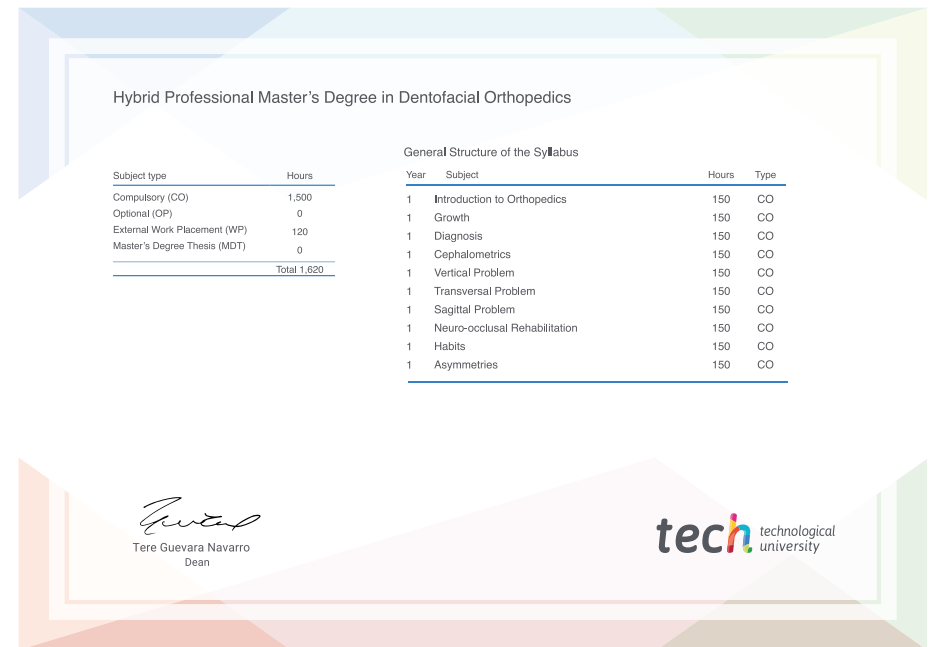 Hybrid Professional Master’s Degree in Dentofacial Orthopedics
Subject type Hours
Compulsory (CO) 1,500
Optional (OP) 0
External Work Placement (WP) 120
Master’s Degree Thesis (MDT) 0
Total 1,620
General Structure of the Syllabus
Year Subject Hours Type
1 Introduction to Orthopedics 150 CO
1 Growth 150 CO
1 Diagnosis 150 CO
1 Cephalometrics 150 CO
1 Vertical Problem 150 CO
1 Transversal Problem 150 CO
1 Sagittal Problem 150 CO
1 Neuro-occlusal Rehabilitation 150 CO
1 Habits 150 CO
1 Asymmetries 150 CO
Tere Guevara Navarro
Dean
tech technological
university